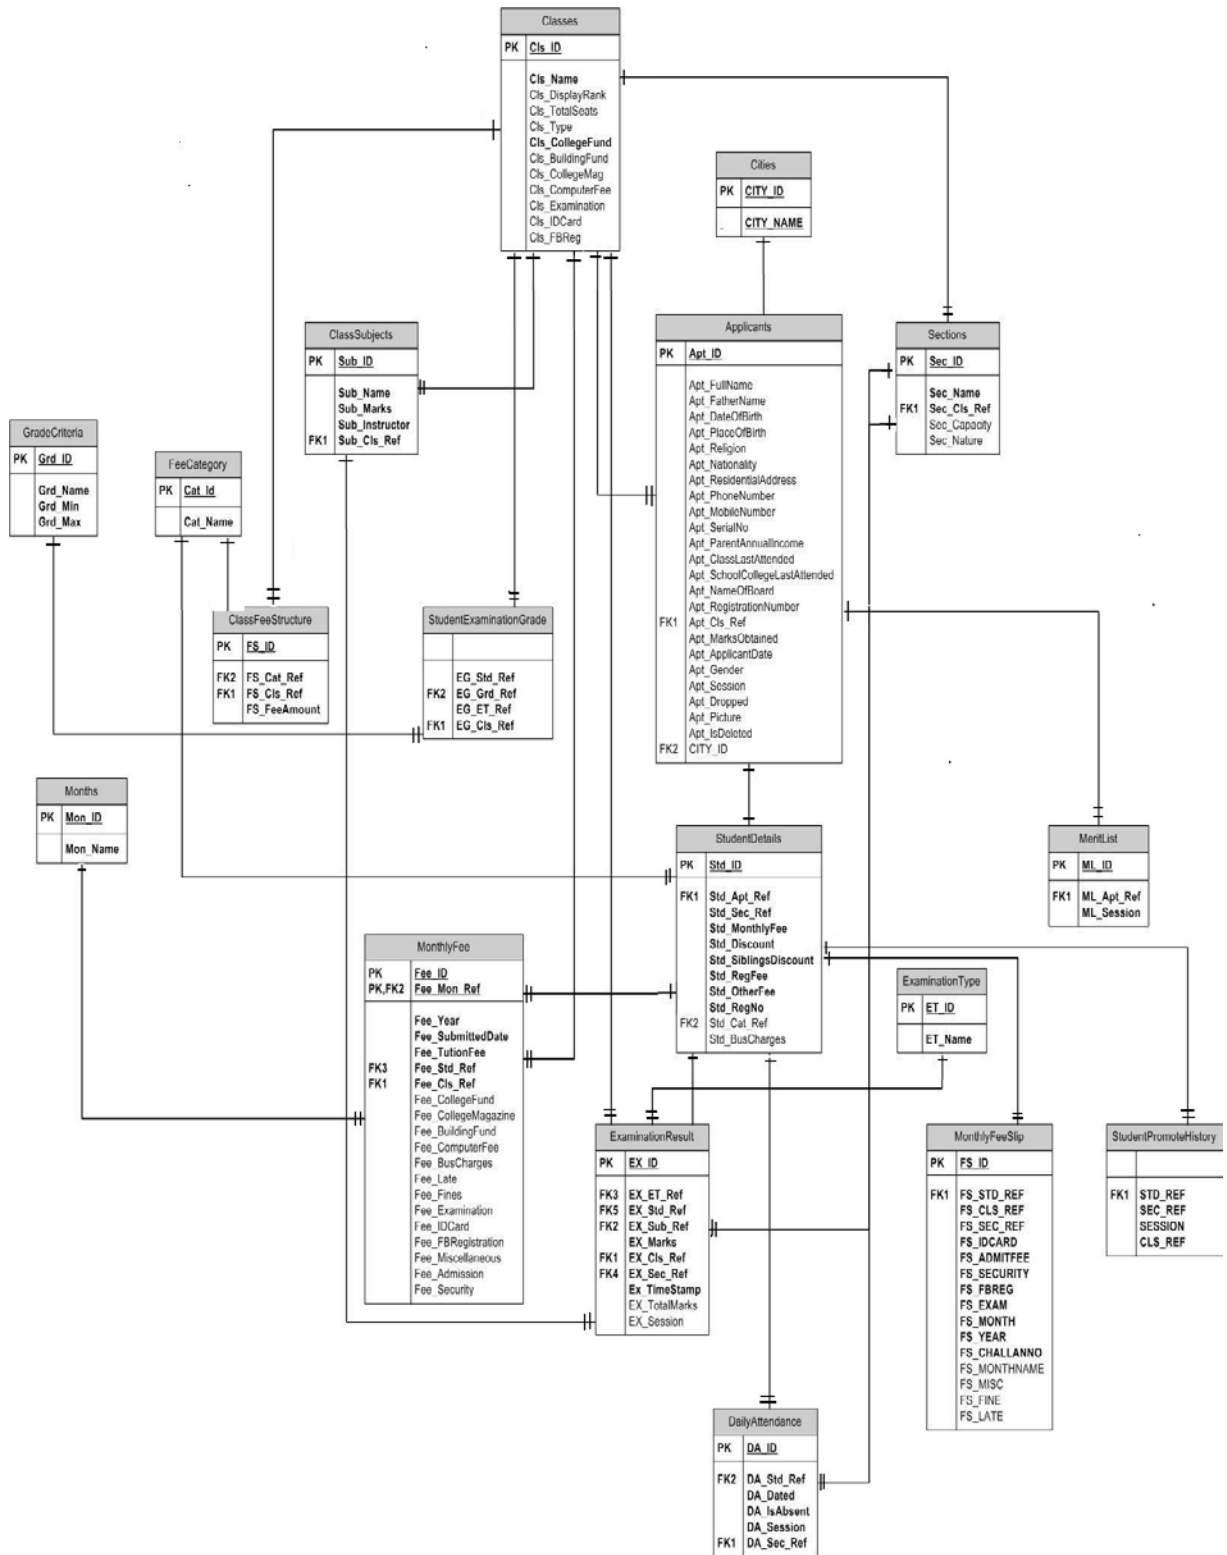 Classes
PK Cls_ID
Cls_Name
Cls_DisplayRank
Cls_TotalSeats
Cls_Type
Cls_CollegeFund
Cls_BuildingFund
Cls_CollegeMag
Cls_ComputerFee
Cls_Examination
Cls_IDCard
Cls_FBReg
Cities
PK CITY_ID
CITY_NAME
ClassSubjects
PK Sub_ID
Sub_Name
Sub_Marks
Sub_Instructor
FK1 Sub_Cls_Ref
Applicants
PK Apt_ID
Apt_FullName
Apt_FatherName
Apt_DateOfBirth
Apt_PlaceOfBirth
Apt_Religion
Apt_Nationality
Apt_ResidentialAddress
Apt_PhoneNumber
Apt_MobileNumber
Apt_SerialNo
Apt_ParentAnnualIncome
Apt_ClassLastAttended
Apt_SchoolCollegeLastAttended
Apt_NameOfBoard
Apt_RegistrationNumber
FK1 Apt_Cls_Ref
Apt_MarksObtained
Apt_ApplicantDate
Apt_Gender
Apt_Session
Apt_Dropped
Apt_Picture
Apt_IsDeleted
FK2 CITY_ID
Sections
PK Sec_ID
Sec_Name
FK1 Sec_Cls_Ref
Sec_Capacity
Sec_Nature
GradeCriteria
PK Grd_ID
Grd_Name
Grd_Min
Grd_Max
FeeCategory
PK Cat_Id
Cat_Name
ClassFeeStructure
PK FS_ID
FK2 FS_Cat_Ref
FK1 FS_Cls_Ref
FS_FeeAmount
StudentExaminationGrade
EG_Std_Ref
FK2 EG_Grd_Ref
EG_ET_Ref
FK1 EG_Cls_Ref
Months
PK Mon_ID
Mon_Name
StudentDetails
PK Std_ID
FK1 Std_Apt_Ref
Std_Sec_Ref
Std_MonthlyFee
Std_Discount
Std_SiblingsDiscount
Std_RegFee
Std_OtherFee
Std_RegNo
FK2 Std_Cat_Ref
Std_BusCharges
MeritList
PK ML_ID
FK1 ML_Apt_Ref
ML_Session
MonthlyFee
PK Fee_ID
PK,FK2 Fee_Mon_Ref
Fee_Year
Fee_SubmittedDate
Fee_TutionFee
FK3 Fee_Std_Ref
FK1 Fee_Cls_Ref
Fee_CollegeFund
Fee_CollegeMagazine
Fee_BuildingFund
Fee_ComputerFee
Fee_BusCharges
Fee_Late
Fee_Fines
Fee_Examination
Fee_IDCard
Fee_FBRegistration
Fee_Miscellaneous
Fee_Admission
Fee_Security
ExaminationType
PK ET_ID
ET_Name
ExaminationResult
PK EX_ID
FK3 EX_ET_Ref
FK5 EX_Std_Ref
FK2 EX_Sub_Ref
EX_Marks
FK1 EX_Cls_Ref
FK4 EX_Sec_Ref
Ex_TimeStamp
EX_TotalMarks
EX_Session
MonthlyFeeSlip
PK FS_ID
FK1 FS_STD_REF
FS_CLS_REF
FS_SEC_REF
FS_IDCARD
FS_ADMITFEE
FS_SECURITY
FS_FBREG
FS_EXAM
FS_MONTH
FS_YEAR
FS_CHALLANNO
FS_MONTHNAME
FS_MISC
FS_FINE
FS_LATE
StudentPromoteHistory
FK1 STD_REF
SEC_REF
SESSION
CLS_REF
DailyAttendance
PK DA_ID
FK2 DA_Std_Ref
DA_Dated
DA_IsAbsent
DA_Session
FK1 DA_Sec_Ref